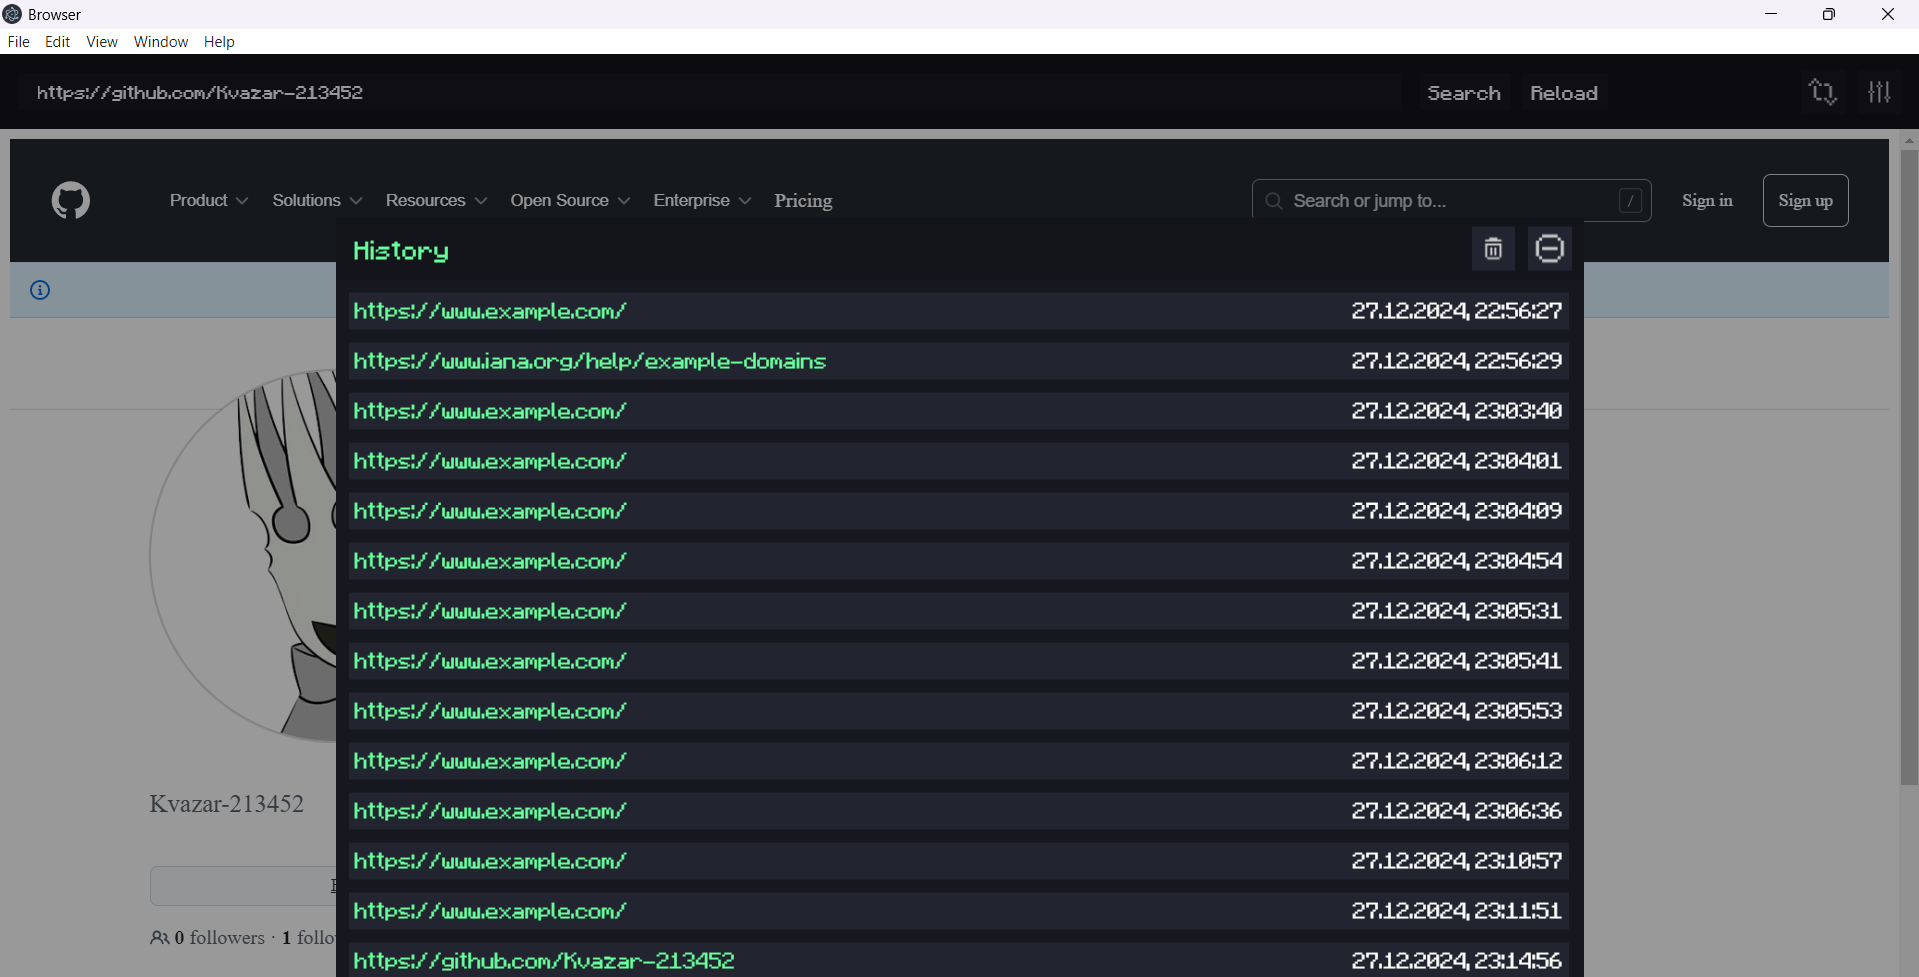 Browser
File Edit View Window Help
https://github.com/Kvazar-213452 Search Reload
Product Solutions Resources Open Source Enterprise Pricing Search or jump to... / Sign in Sign up
History
https://www.example.com/ 27.12.2024, 22:56:27
https://www.iana.org/help/example-domains 27.12.2024, 22:56:29
https://www.example.com/ 27.12.2024, 23:03:40
https://www.example.com/ 27.12.2024, 23:04:01
https://www.example.com/ 27.12.2024, 23:04:09
https://www.example.com/ 27.12.2024, 23:04:54
https://www.example.com/ 27.12.2024, 23:05:31
https://www.example.com/ 27.12.2024, 23:05:41
https://www.example.com/ 27.12.2024, 23:05:53
https://www.example.com/ 27.12.2024, 23:06:12
Kvazar-213452
https://www.example.com/ 27.12.2024, 23:06:36
https://www.example.com/ 27.12.2024, 23:10:57
https://www.example.com/ 27.12.2024, 23:11:51
0 followers · 1 follo
https://github.com/Kvazar-213452 27.12.2024, 23:14:56